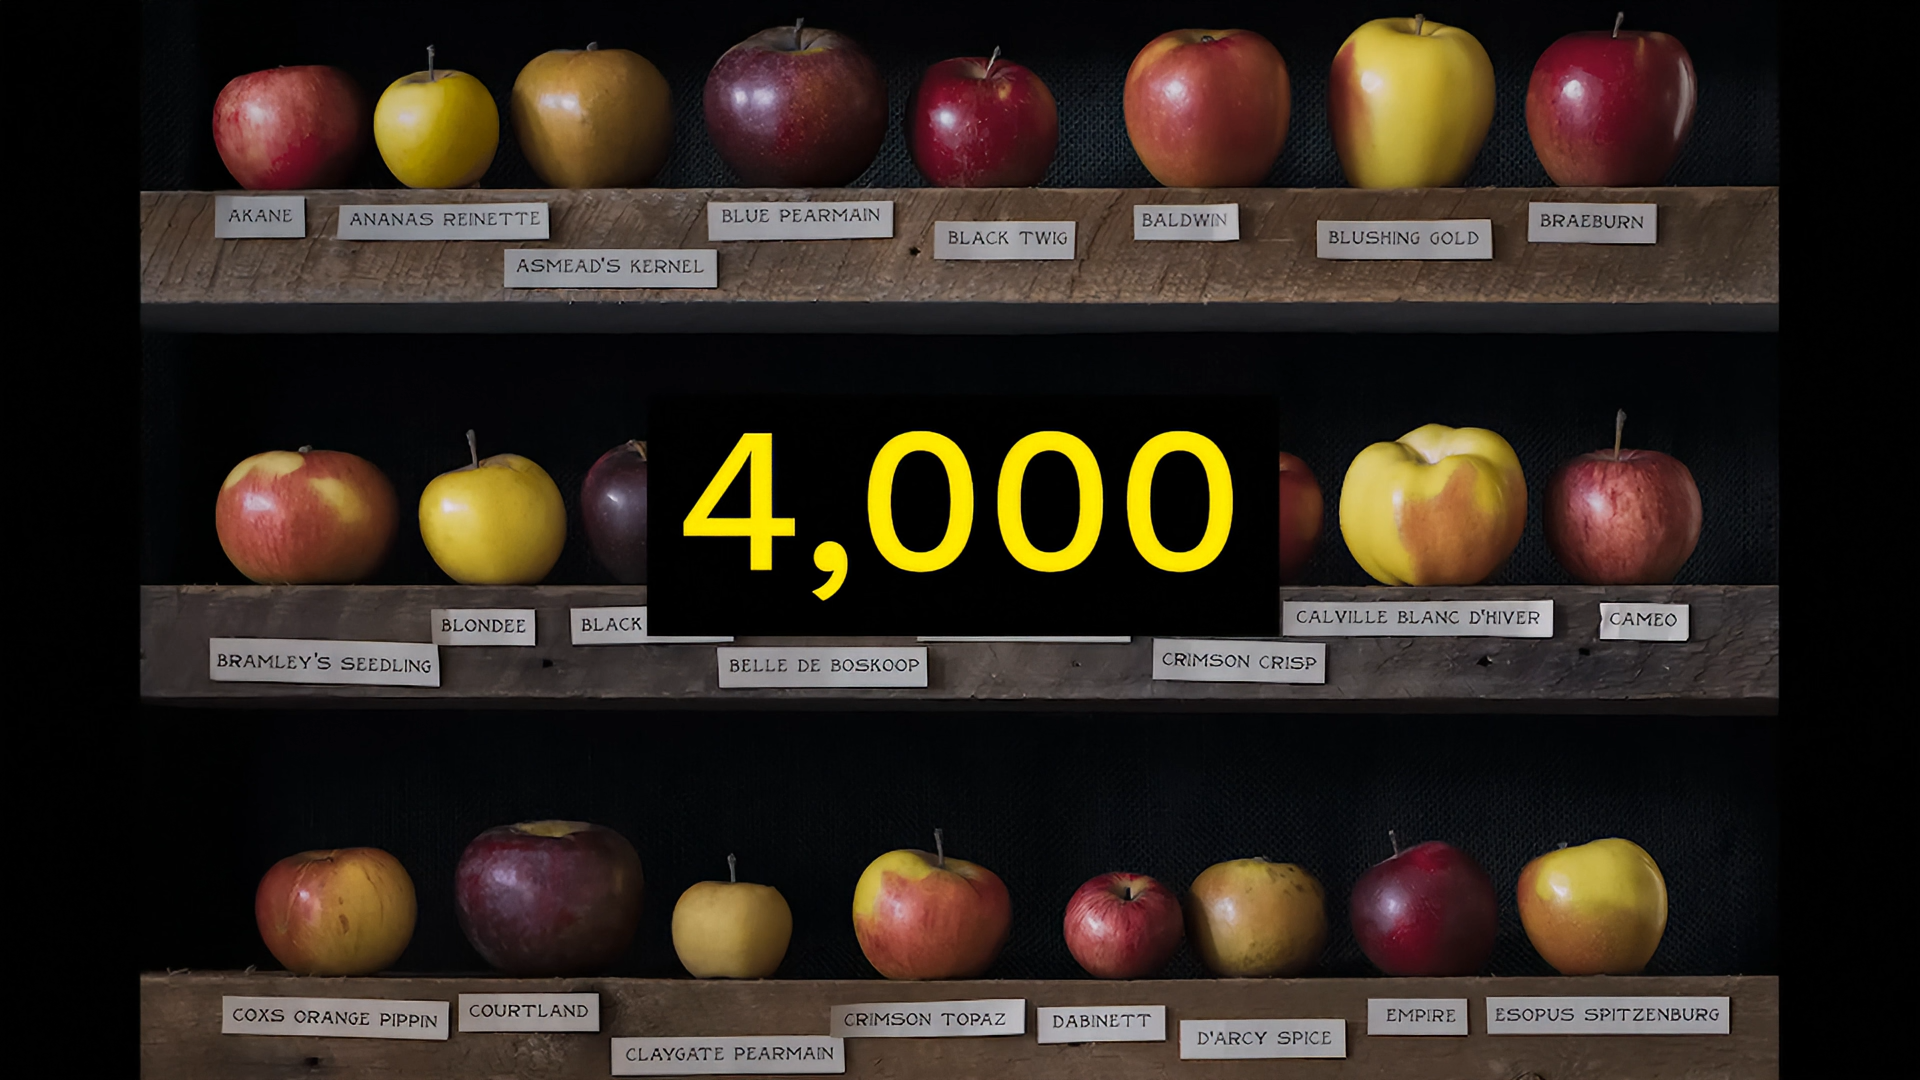 AKANE
ANANAS REINETTE
ASMEAD'S KERNEL
BLUE PEARMAIN
BLACK TWIG
BALDWIN
BLUSHING GOLD
BRAEBURN
4,000
BRAMLEY'S SEEDLING
BLONDEE
BLACK
BELLE DE BOSKOOP
CRIMSON CRISP
CALVILLE BLANC D'HIVER
CAMEO
COXS ORANGE PIPPIN
COURTLAND
CLAYGATE PEARMAIN
CRIMSON TOPAZ
DABINETT
D'ARCY SPICE
EMPIRE
ESOPUS SPITZENBURG